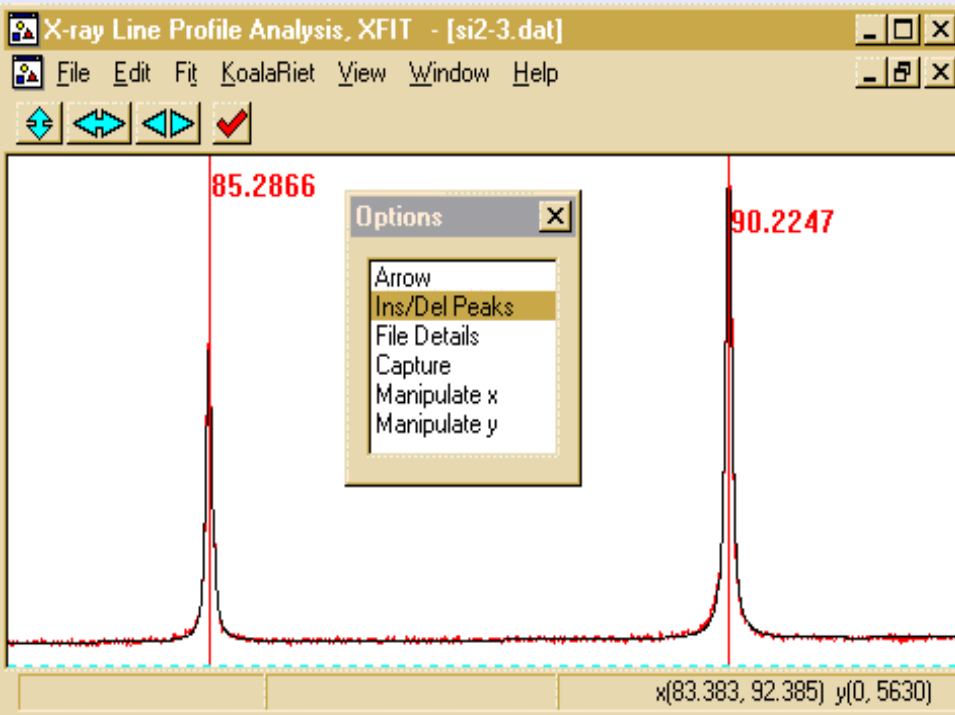 X-ray Line Profile Analysis, XFIT - [si2-3.dat]
File Edit Fit KoalaRiet View Window Help
85.2866
90.2247
Options
Arrow
Ins/Del Peaks
File Details
Capture
Manipulate x
Manipulate y
x(83.383, 92.385) y(0, 5630)